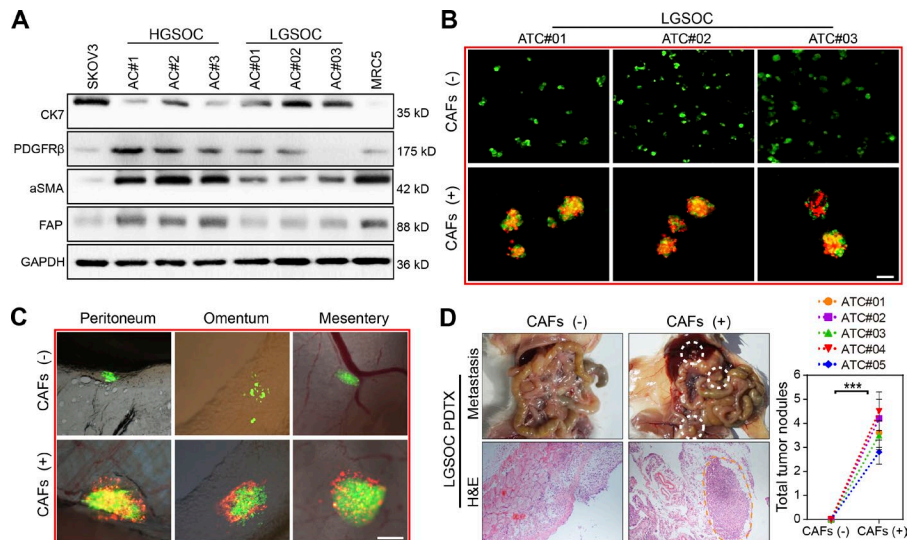 A
HGSOC LGSOC
SKOV3 AC#1 AC#2 AC#3 AC#01 AC#02 AC#03 MRC5
CK7 35 kD
PDGFRβ 175 kD
aSMA 42 kD
FAP 88 kD
GAPDH 36 kD
B
LGSOC
ATC#01 ATC#02 ATC#03
CAFs (-)
CAFs (+)
C
Peritoneum Omentum Mesentery
CAFs (-)
CAFs (+)
D
CAFs (-) CAFs (+)
LGSOC PDTX
Metastasis
H&E
ATC#01
ATC#02
ATC#03
ATC#04
ATC#05
Total tumor nodules
6
5
4
3
2
1
0
***
CAFs (-) CAFs (+)